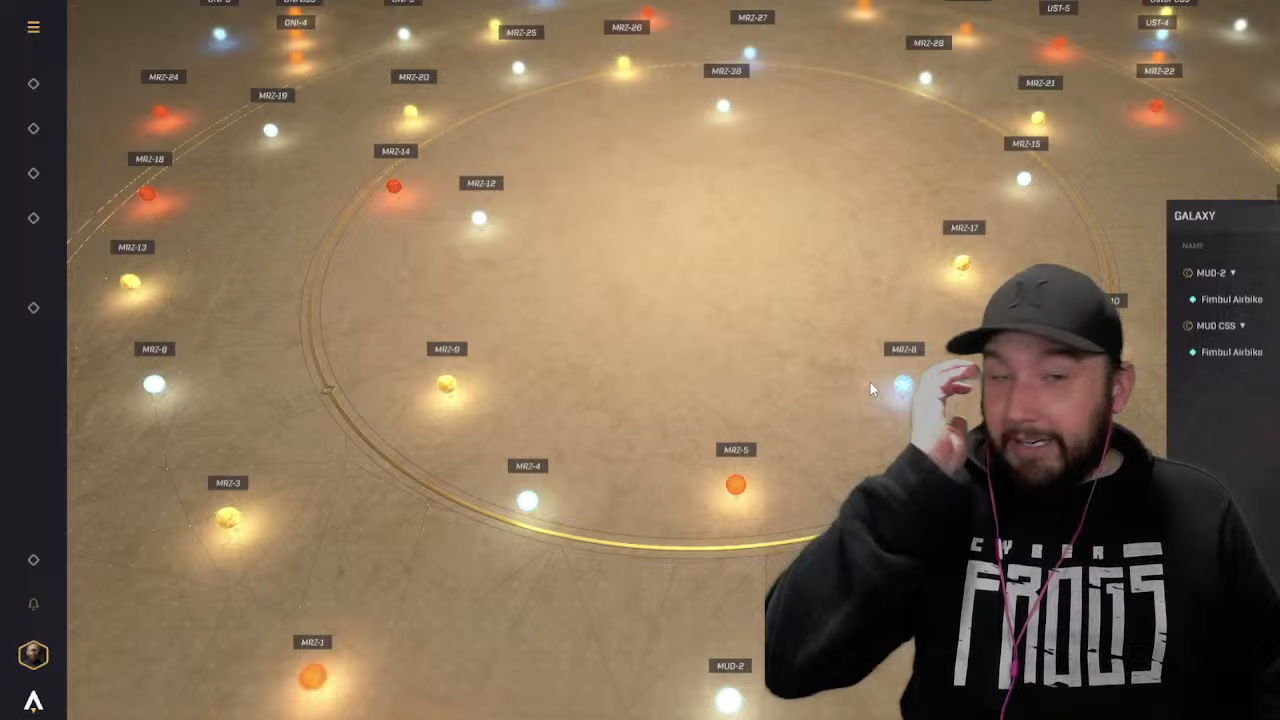 ONI-4
UST-5
UST-4
MRZ-25
MRZ-26
MRZ-27
MRZ-28
MRZ-24
MRZ-19
MRZ-20
MRZ-36
MRZ-21
MRZ-22
MRZ-18
MRZ-14
MRZ-12
MRZ-15
MRZ-13
MRZ-17
GALAXY
NAME
MUD-2
Fimbul Airbike
MUD CSS
Fimbul Airbike
10
MRZ-8
MRZ-9
MRZ-6
MRZ-3
MRZ-4
MRZ-5
MRZ-1
MUD-2
CYBER
FROGS